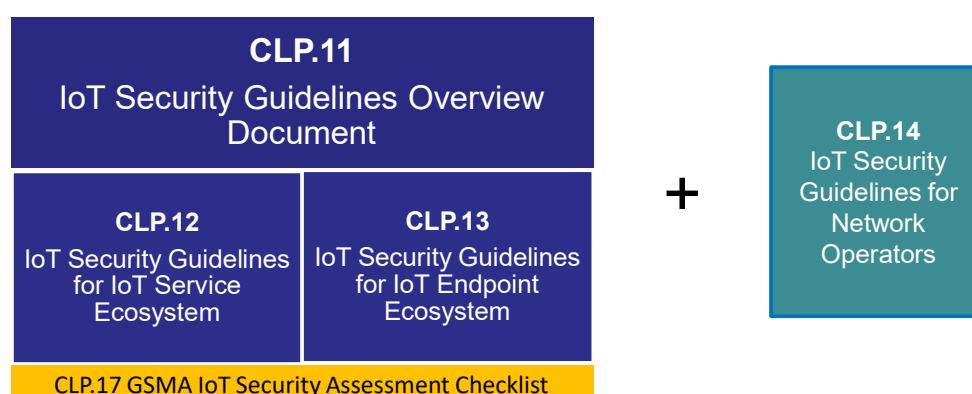 CLP.11
IoT Security Guidelines Overview
Document
CLP.12
IoT Security Guidelines
for IoT Service
Ecosystem
CLP.13
IoT Security Guidelines
for IoT Endpoint
Ecosystem
CLP.17 GSMA IoT Security Assessment Checklist
+
CLP.14
IoT Security
Guidelines for
Network
Operators